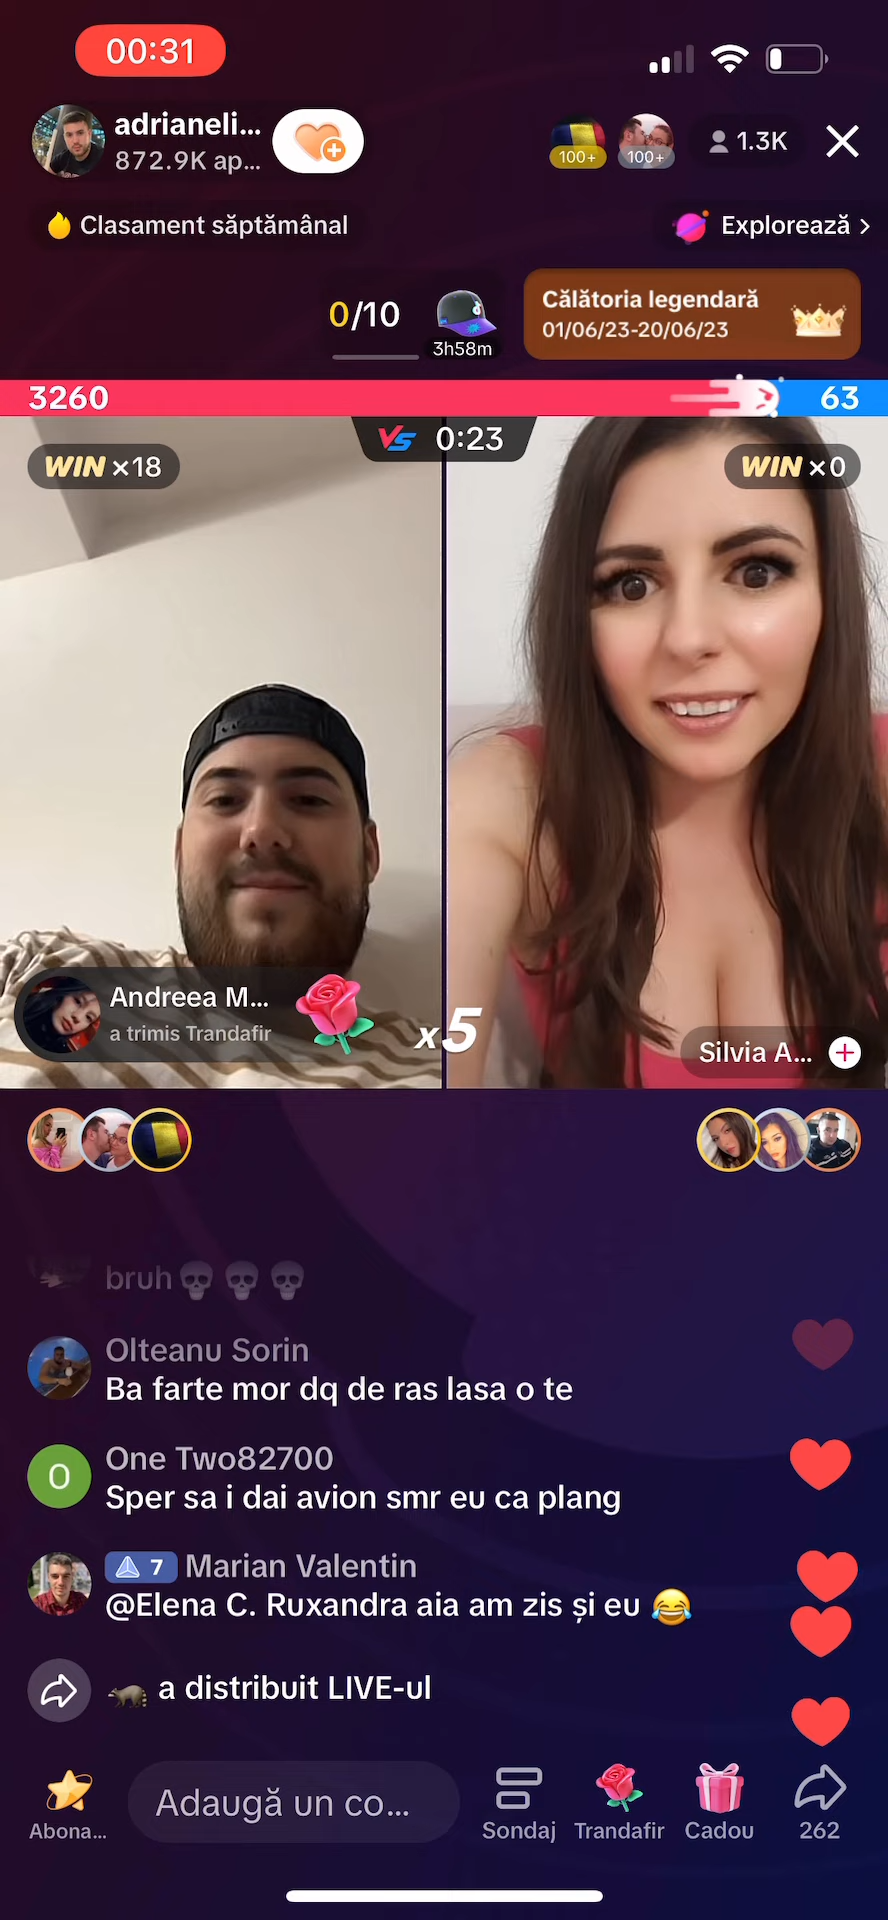 00:31
adrianeli...
872.9K ap...
100+
100+
1.3K
Clasament săptămânal
Explorează >
0/10
3h58m
Călătoria legendară
01/06/23-20/06/23
3260
63
VS 0:23
WIN ×18
WIN ×0
Andreea M...
a trimis Trandafir
x5
Silvia A...
bruh💀💀💀
Olteanu Sorin
Ba farte mor dq de ras lasa o te
O
One Two82700
Sper sa i dai avion smr eu ca plang
7 Marian Valentin
@Elena C. Ruxandra aia am zis și eu 😂
🦝 a distribuit LIVE-ul
Adaugă un co...
Abona...
Sondaj
Trandafir
Cadou
262